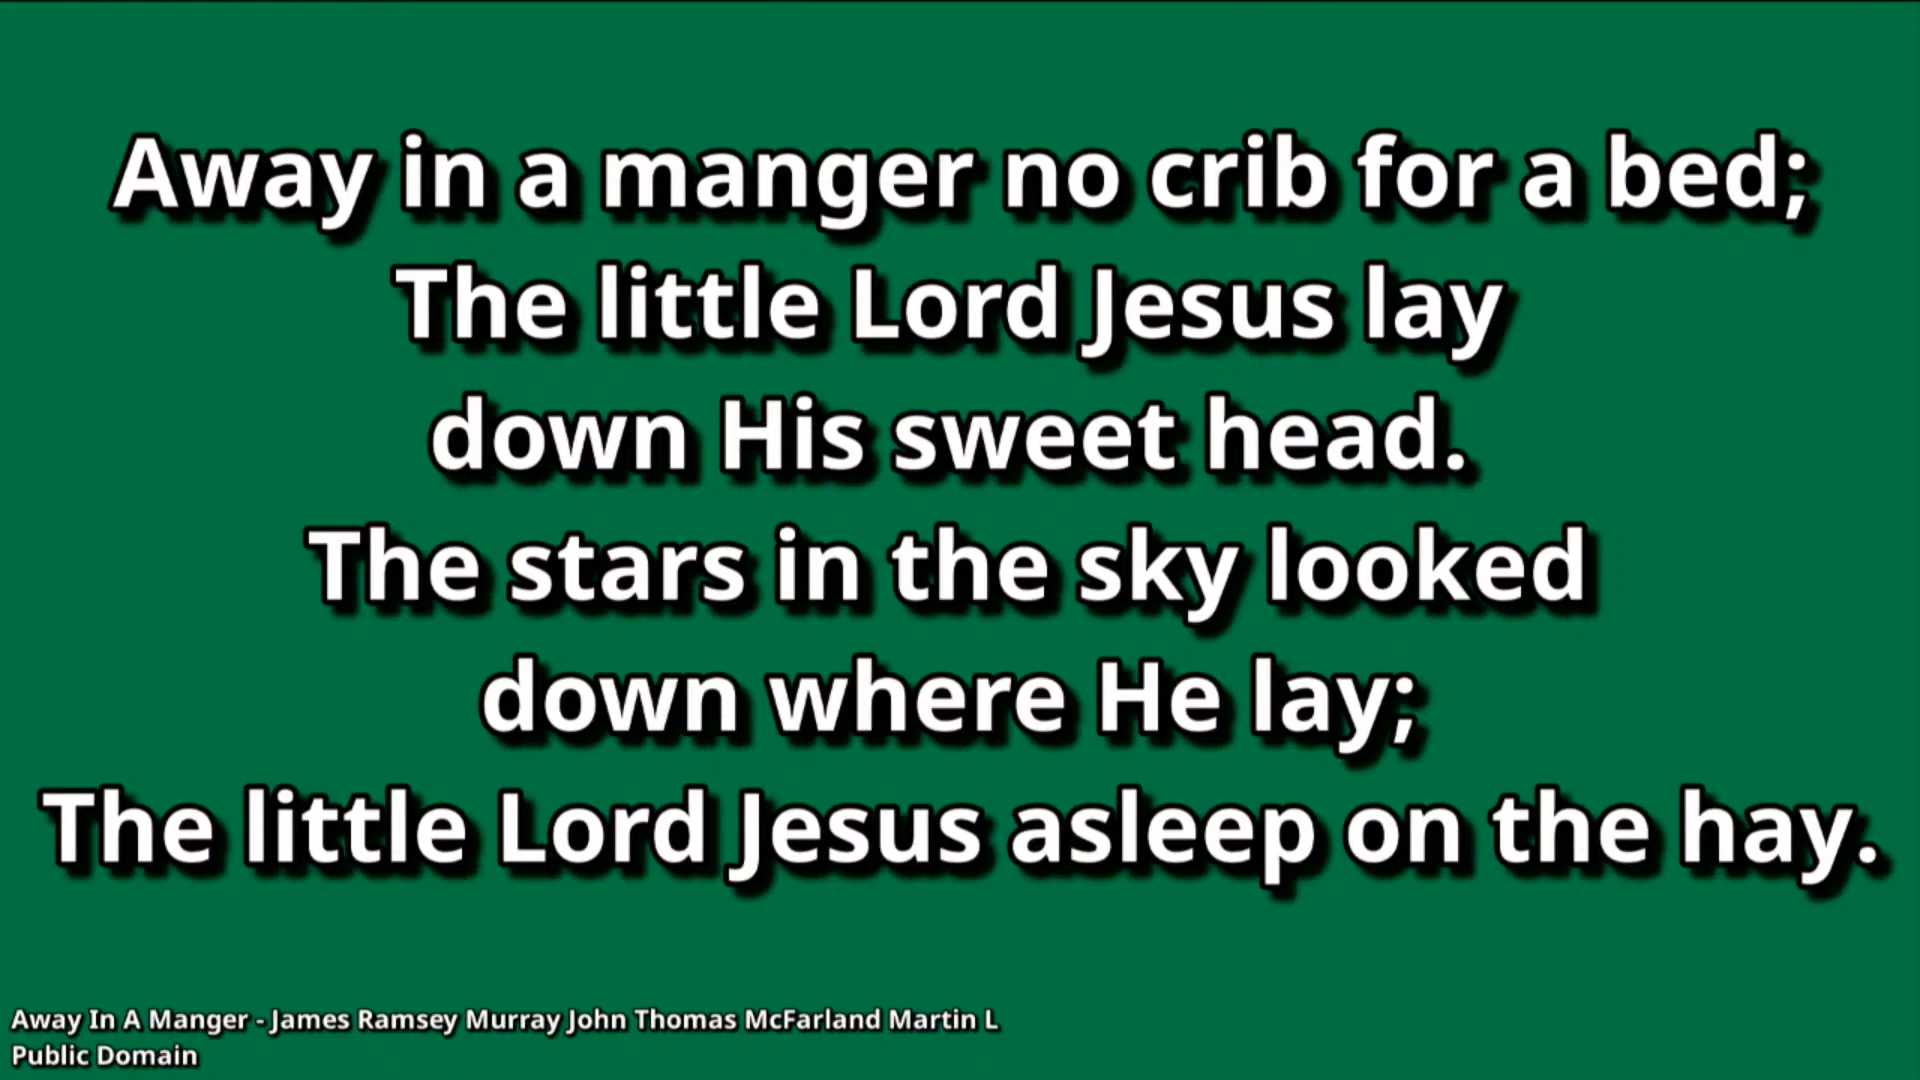 Away in a manger no crib for a bed;
The little Lord Jesus lay
down His sweet head.
The stars in the sky looked
down where He lay;
The little Lord Jesus asleep on the hay.
Away In A Manger - James Ramsey Murray John Thomas McFarland Martin L
Public Domain